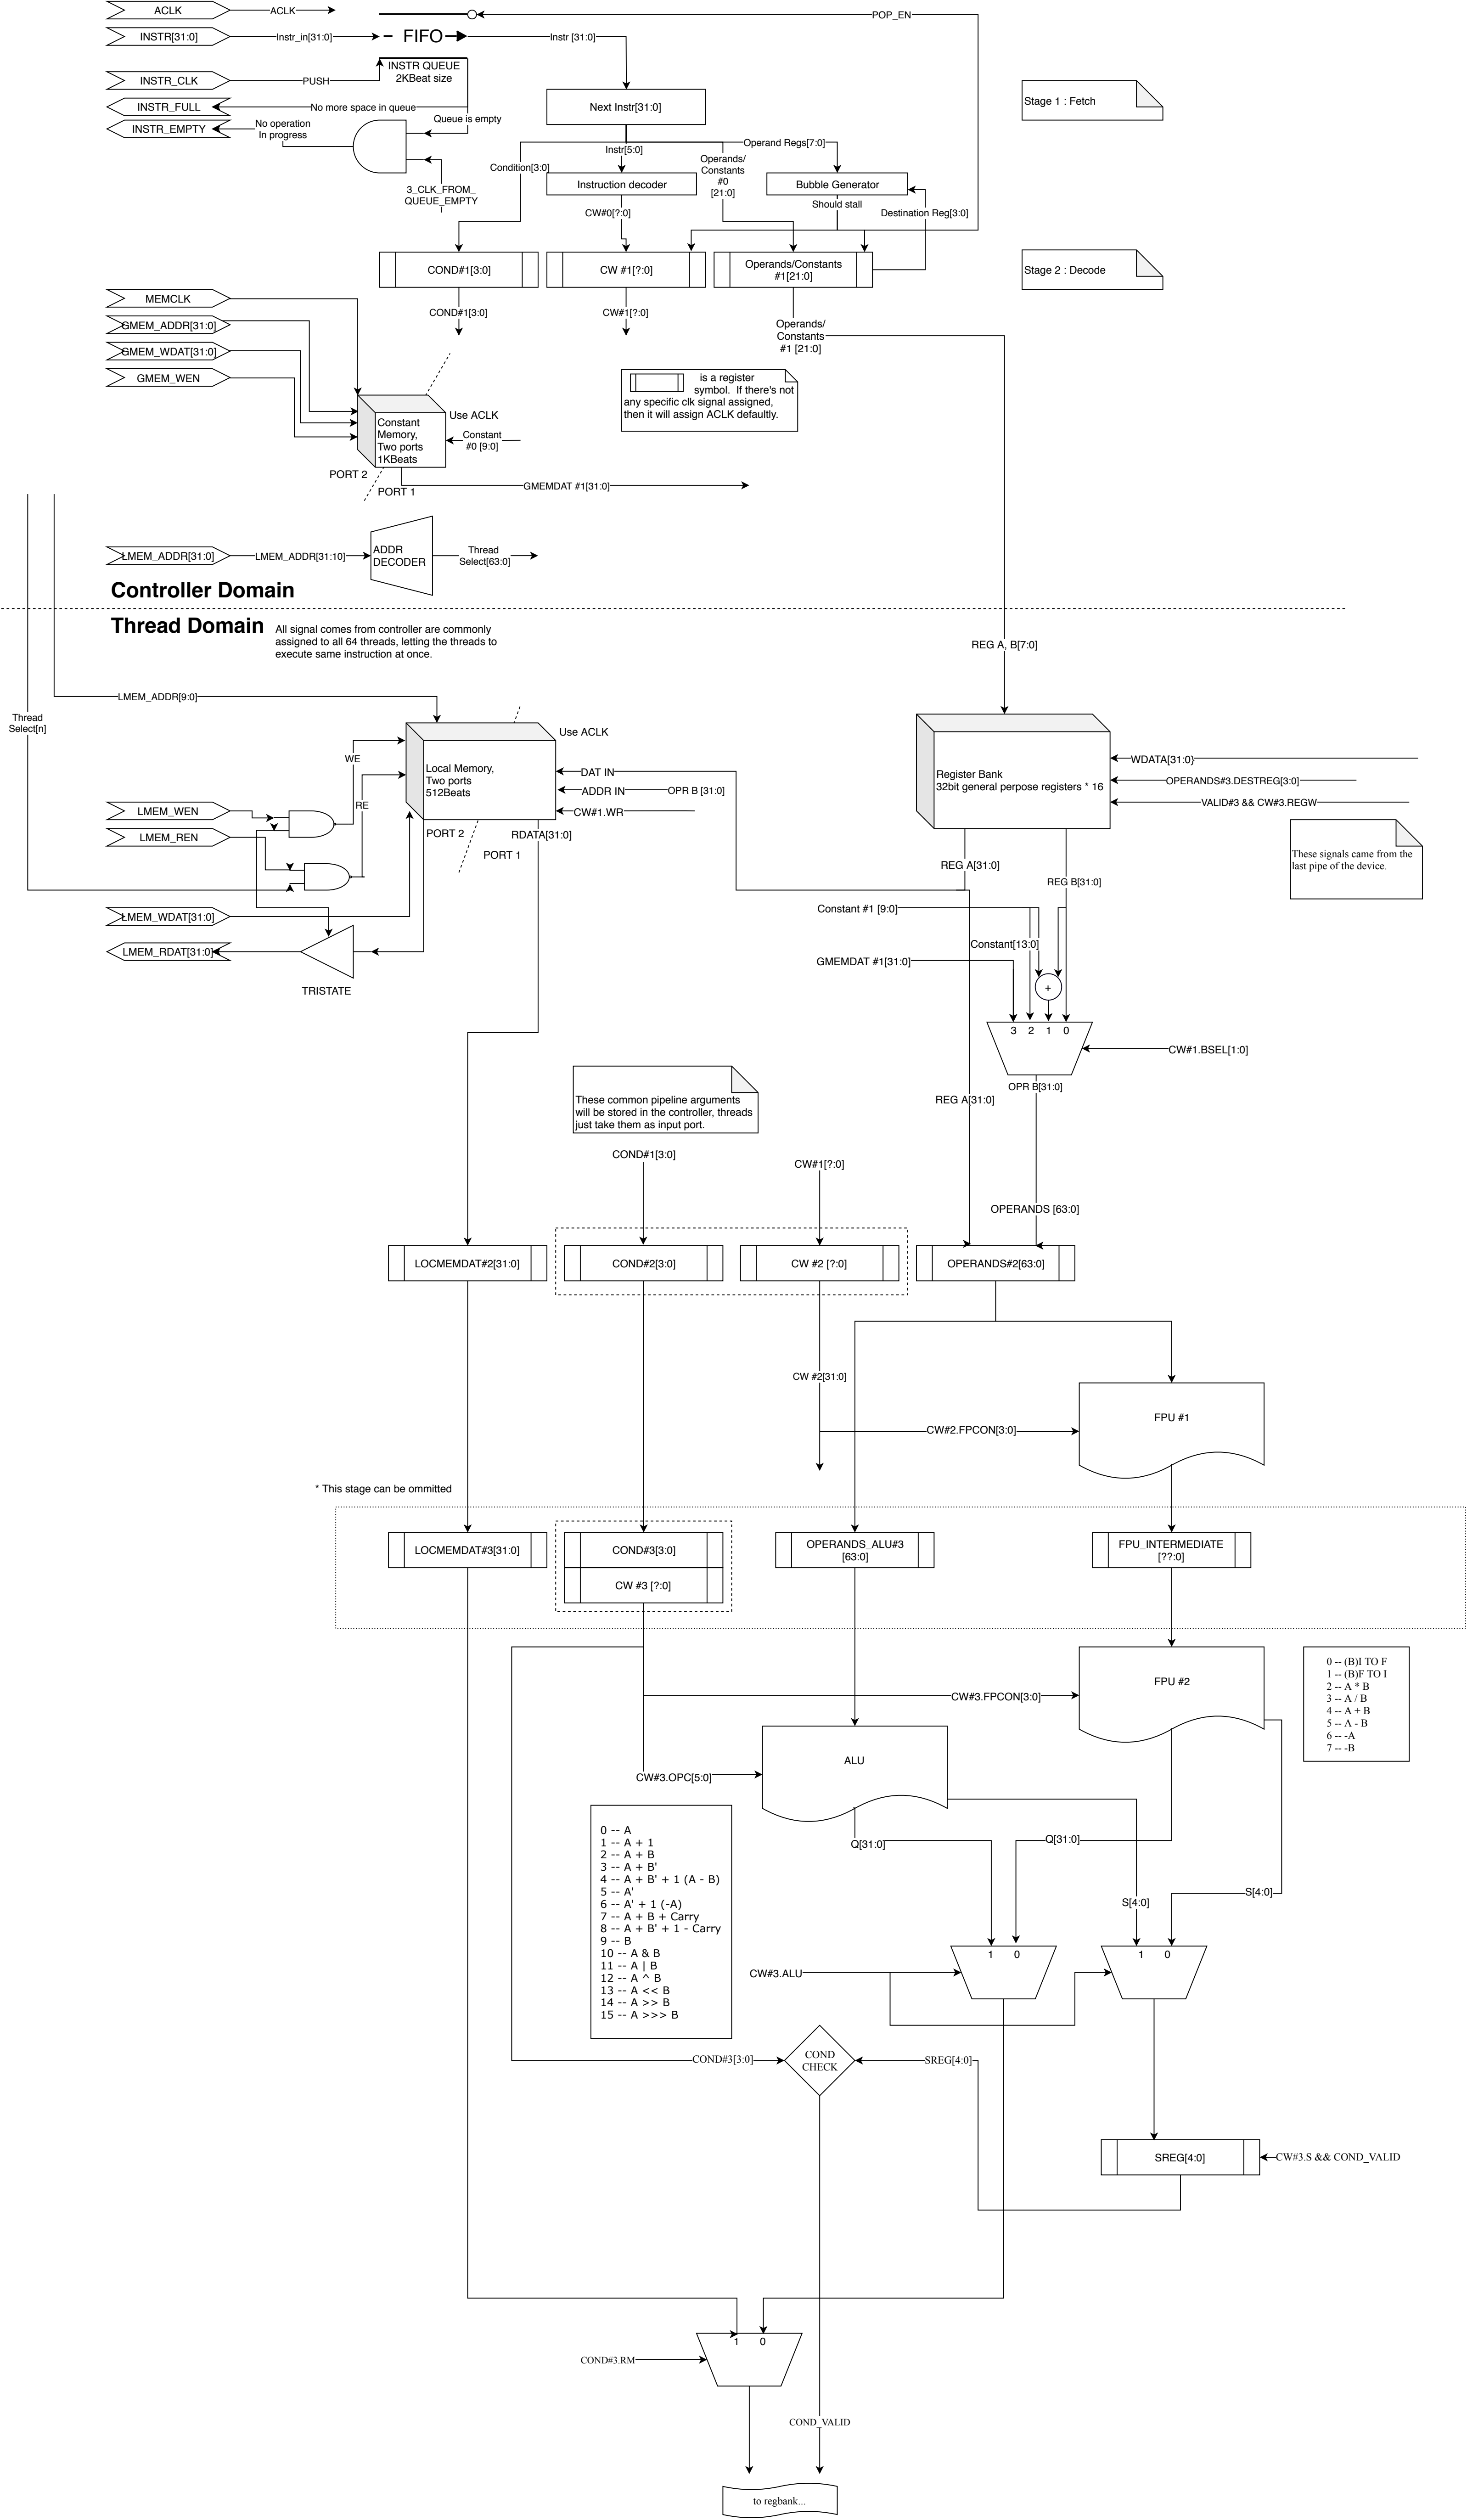 ACLK
ACLK
POP_EN
INSTR[31:0]
Instr_in[31:0]
FIFO
Instr [31:0]
INSTR QUEUE
2KBeat size
INSTR_CLK
PUSH
INSTR_FULL
No more space in queue
INSTR_EMPTY
No operation
In progress
Queue is empty
3_CLK_FROM_
QUEUE_EMPTY
Next Instr[31:0]
Stage 1 : Fetch
Condition[3:0]
Instr[5:0]
Operands/
Constants
#0
[21:0]
Operand Regs[7:0]
Instruction decoder
Bubble Generator
CW#0[?:0]
Should stall
Destination Reg[3:0]
COND#1[3:0]
CW #1[?:0]
Operands/Constants
#1[21:0]
Stage 2 : Decode
COND#1[3:0]
CW#1[?:0]
Operands/
Constants
#1 [21:0]
MEMCLK
GMEM_ADDR[31:0]
GMEM_WDAT[31:0]
GMEM_WEN
Constant
Memory,
Two ports
1KBeats
Use ACLK
Constant
#0 [9:0]
PORT 2
PORT 1
GMEMDAT #1[31:0]
is a register
symbol. If there's not
any specific clk signal assigned,
then it will assign ACLK defaultly.
LMEM_ADDR[31:0]
LMEM_ADDR[31:10]
ADDR
DECODER
Thread
Select[63:0]
Controller Domain
Thread Domain
All signal comes from controller are commonly
assigned to all 64 threads, letting the threads to
execute same instruction at once.
REG A, B[7:0]
LMEM_ADDR[9:0]
Thread
Select[n]
Use ACLK
WE
RE
Local Memory,
Two ports
512Beats
DAT IN
ADDR IN
OPR B [31:0]
CW#1.WR
PORT 2
PORT 1
RDATA[31:0]
LMEM_WEN
LMEM_REN
LMEM_WDAT[31:0]
LMEM_RDAT[31:0]
TRISTATE
Register Bank
32bit general perpose registers * 16
WDATA[31:0}
OPERANDS#3.DESTREG[3:0]
VALID#3 && CW#3.REGW
These signals came from the
last pipe of the device.
REG A[31:0]
REG B[31:0]
Constant #1 [9:0]
Constant[13:0]
GMEMDAT #1[31:0]
+
3 2 1 0
CW#1.BSEL[1:0]
OPR B[31:0]
REG A[31:0]
These common pipeline arguments
will be stored in the controller, threads
just take them as input port.
COND#1[3:0]
CW#1[?:0]
OPERANDS [63:0]
LOCMEMDAT#2[31:0]
COND#2[3:0]
CW #2 [?:0]
OPERANDS#2[63:0]
CW #2[31:0]
FPU #1
CW#2.FPCON[3:0]
* This stage can be ommitted
LOCMEMDAT#3[31:0]
COND#3[3:0]
CW #3 [?:0]
OPERANDS_ALU#3
[63:0]
FPU_INTERMEDIATE
[??:0]
FPU #2
CW#3.FPCON[3:0]
0 -- (B)I TO F
1 -- (B)F TO I
2 -- A * B
3 -- A / B
4 -- A + B
5 -- A - B
6 -- -A
7 -- -B
ALU
CW#3.OPC[5:0]
0 -- A
1 -- A + 1
2 -- A + B
3 -- A + B'
4 -- A + B' + 1 (A - B)
5 -- A'
6 -- A' + 1 (-A)
7 -- A + B + Carry
8 -- A + B' + 1 - Carry
9 -- B
10 -- A & B
11 -- A | B
12 -- A ^ B
13 -- A << B
14 -- A >> B
15 -- A >>> B
Q[31:0]
Q[31:0]
S[4:0]
S[4:0]
1 0
1 0
CW#3.ALU
COND#3[3:0]
COND
CHECK
SREG[4:0]
SREG[4:0]
CW#3.S && COND_VALID
1 0
COND#3.RM
COND_VALID
to regbank...